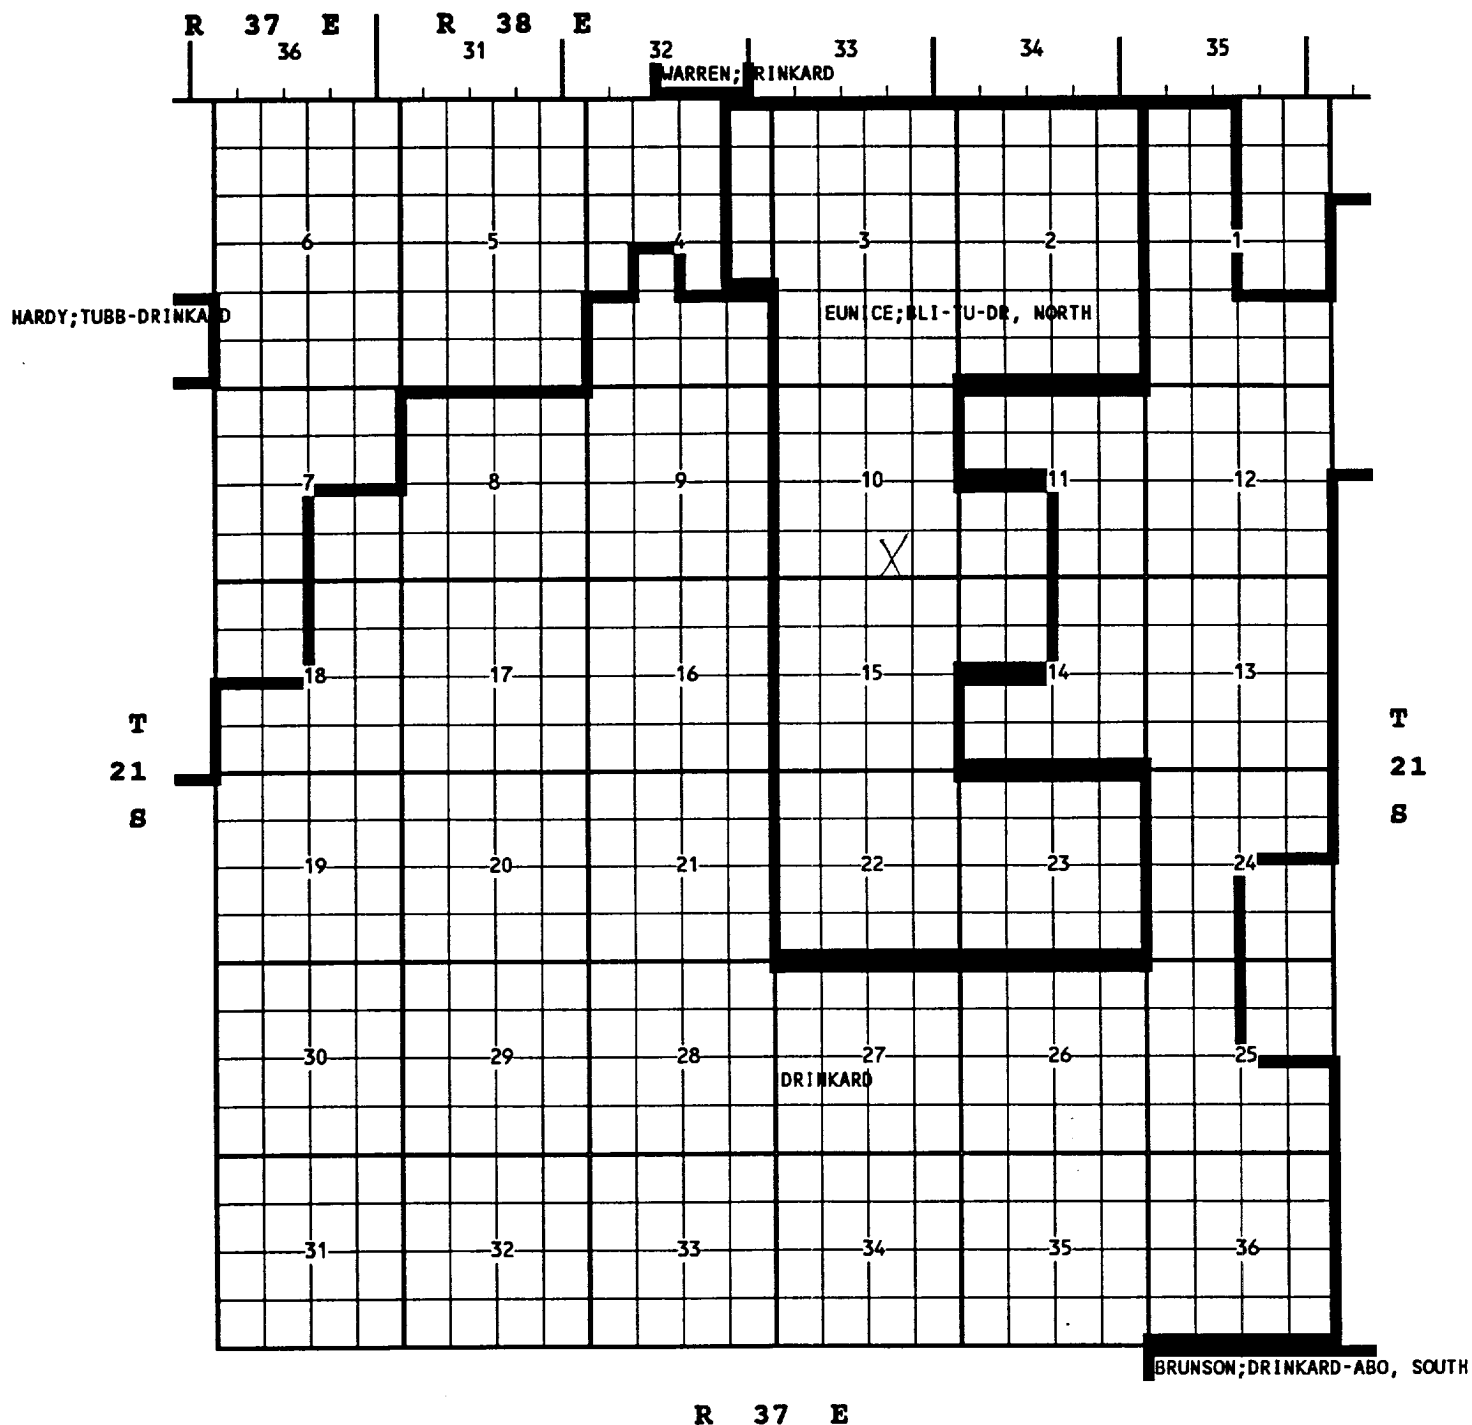 R 37 E R 38 E
36 31 32 33 34 35
WARREN;DRINKARD
6 5 4 3 2 1
HARDY;TUBB-DRINKARD
EUNICE;BLI-TU-DR, NORTH
7 8 9 10 11 12
X
18 17 16 15 14 13
T T
21 21
S S
19 20 21 22 23 24
30 29 28 27 26 25
DRINKARD
31 32 33 34 35 36
BRUNSON;DRINKARD-ABO, SOUTH
R 37 E